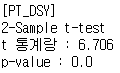 [PT_DSY]
2-Sample t-test
t 통계량 : 6.706
p-value : 0.0